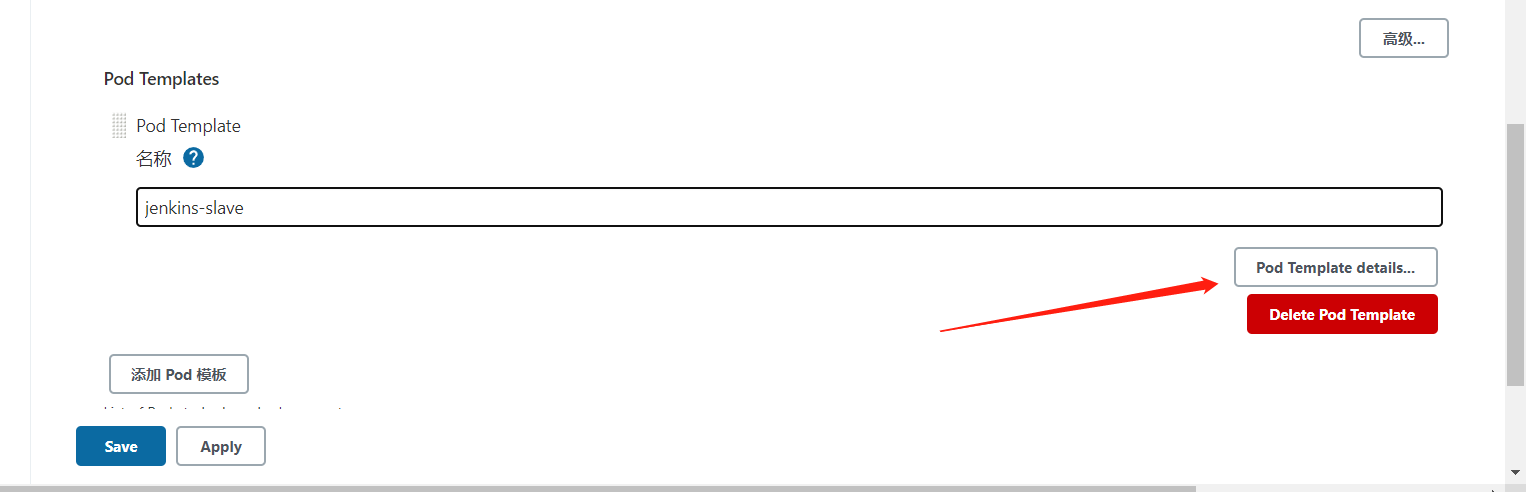 高级...
Pod Templates
Pod Template
名称 ?
jenkins-slave
Pod Template details...
Delete Pod Template
添加 Pod 模板
Save
Apply